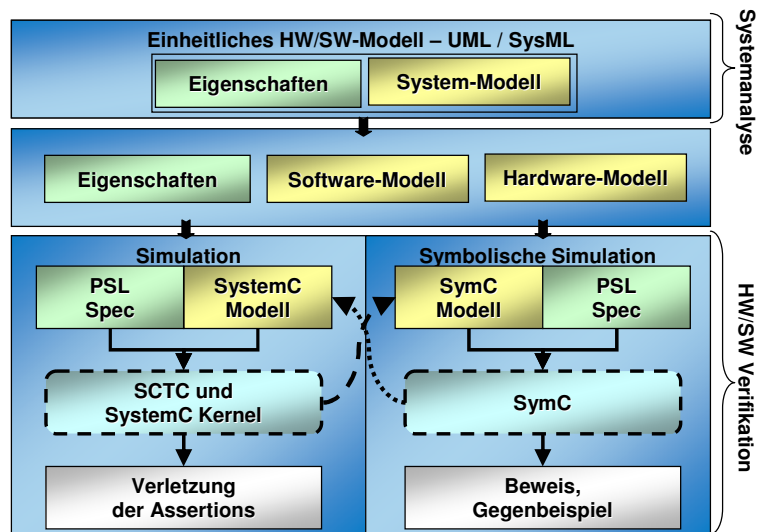 Einheitliches HW/SW-Modell – UML / SysML
Eigenschaften
System-Modell
Systemanalyse
Eigenschaften
Software-Modell
Hardware-Modell
Simulation
PSL
Spec
SystemC
Modell
SCTC und
SystemC Kernel
Verletzung
der Assertions
Symbolische Simulation
SymC
Modell
PSL
Spec
SymC
Beweis,
Gegenbeispiel
HW/SW Verifikation